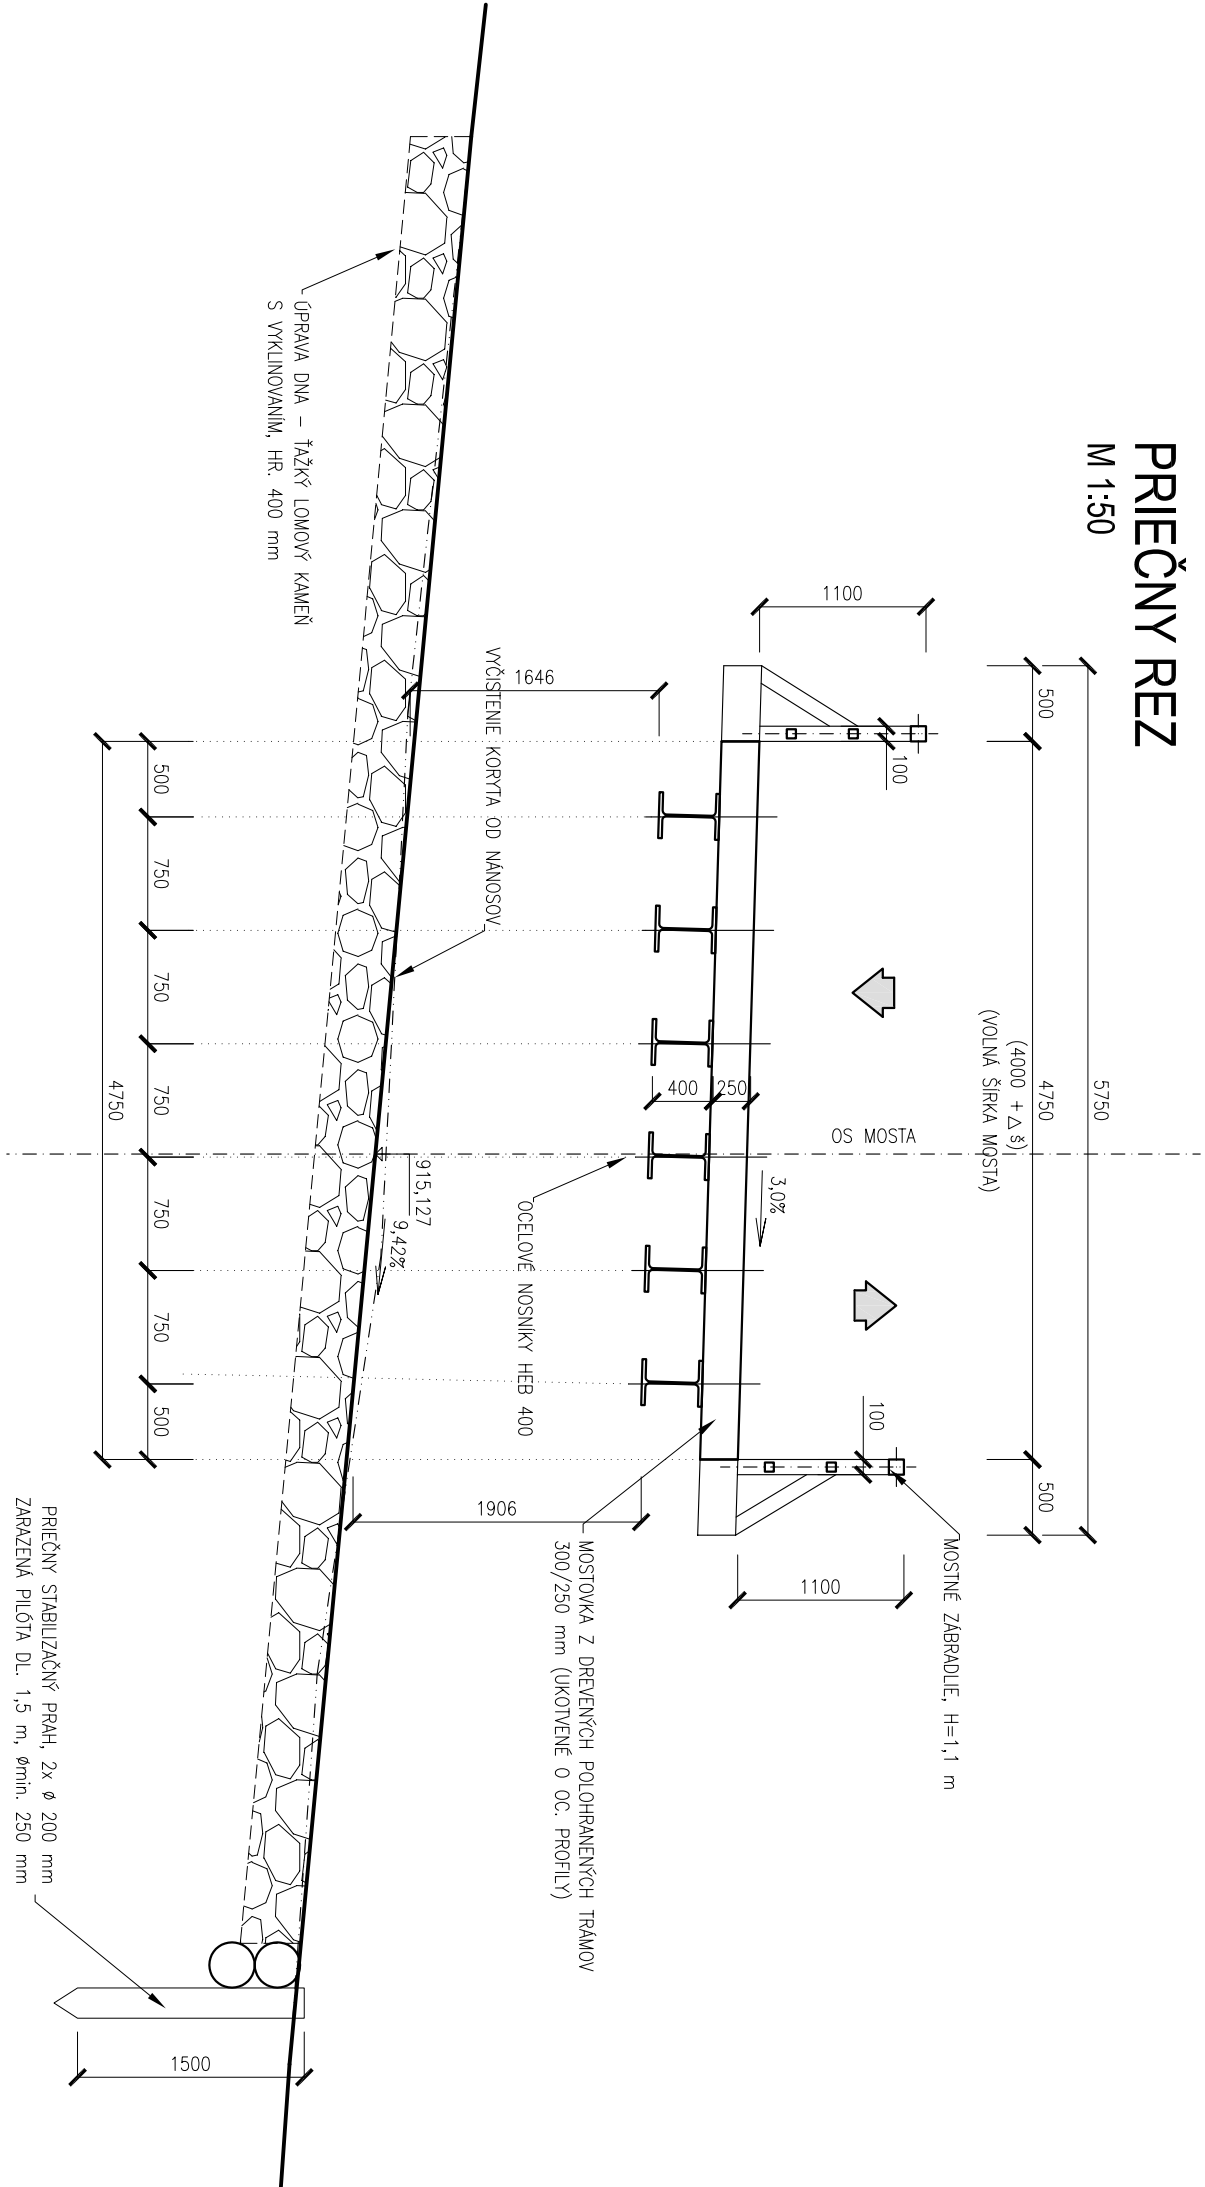 PRIEČNY REZ
M 1:50
5750
500
4750
500
(4000 + Δš)
(VOLNÁ ŠÍRKA MOSTA)
1100
100
OS MOSTA
100
MOSTNÉ ZÁBRADLIE, H=1,1 m
1100
3,0%
250
400
1646
OCELOVÉ NOSNÍKY HEB 400
MOSTOVKA Z DREVENÝCH POLOHRANENÝCH TRÁMOV
300/250 mm (UKOTVENÉ O OC. PROFILY)
VYČISTENIE KORYTA OD NÁNOSOV
1906
915,127
9,42%
ÚPRAVA DNA – ŤAŽKÝ LOMOVÝ KAMEŇ
S VYKLINOVANÍM, HR. 400 mm
500
750
750
750
750
750
500
4750
1500
PRIEČNY STABILIZAČNÝ PRAH, 2x ø 200 mm
ZARAZENÁ PILÓTA DL. 1,5 m, ømin. 250 mm